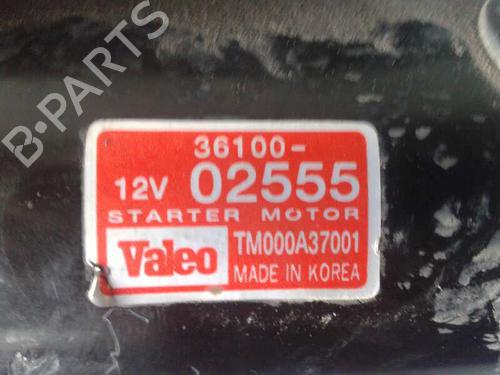 B-PARTS
36100-
12V 02555
STARTER MOTOR
Valeo TM000A37001
MADE IN KOREA